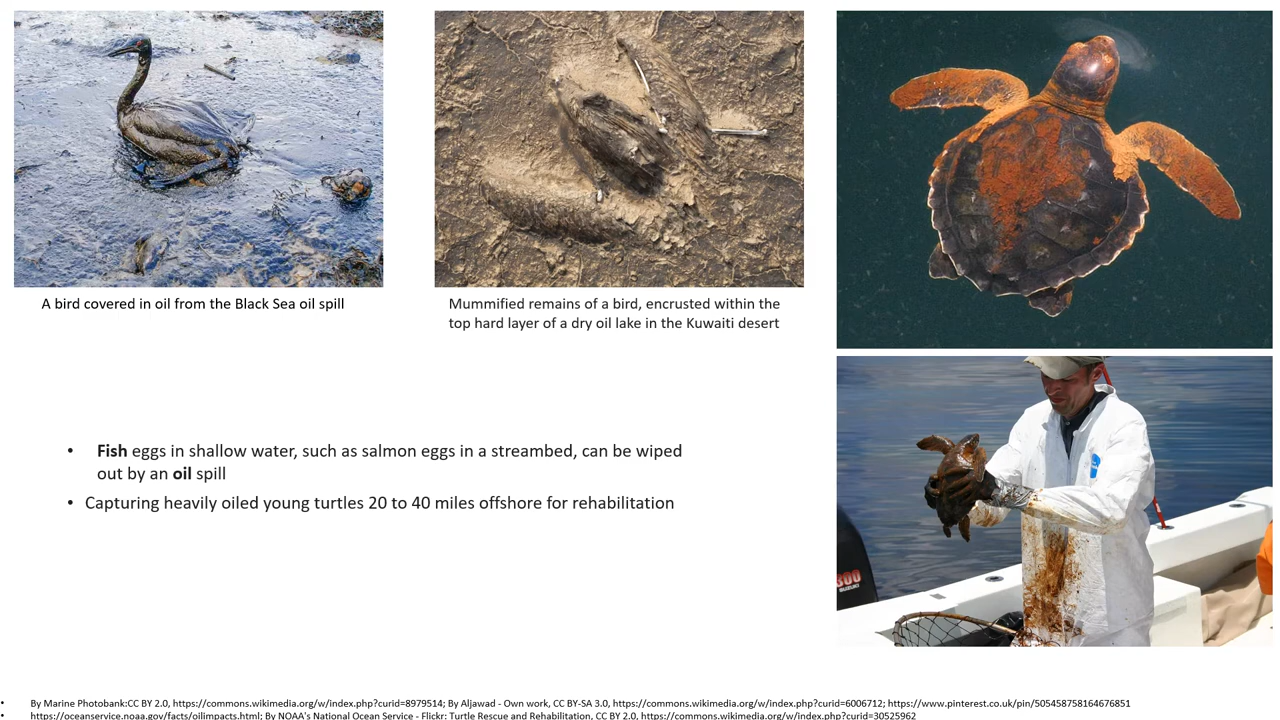 A bird covered in oil from the Black Sea oil spill
Mummified remains of a bird, encrusted within the
top hard layer of a dry oil lake in the Kuwaiti desert
• Fish eggs in shallow water, such as salmon eggs in a streambed, can be wiped
out by an oil spill
• Capturing heavily oiled young turtles 20 to 40 miles offshore for rehabilitation
300
• By Marine Photobank:CC BY 2.0, https://commons.wikimedia.org/w/index.php?curid=8979514; By Aljawad - Own work, CC BY-SA 3.0, https://commons.wikimedia.org/w/index.php?curid=6006712; https://www.pinterest.co.uk/pin/505458758164676851
• https://oceanservice.noaa.gov/facts/oilimpacts.html; By NOAA's National Ocean Service - Flickr: Turtle Rescue and Rehabilitation, CC BY 2.0, https://commons.wikimedia.org/w/index.php?curid=30525962